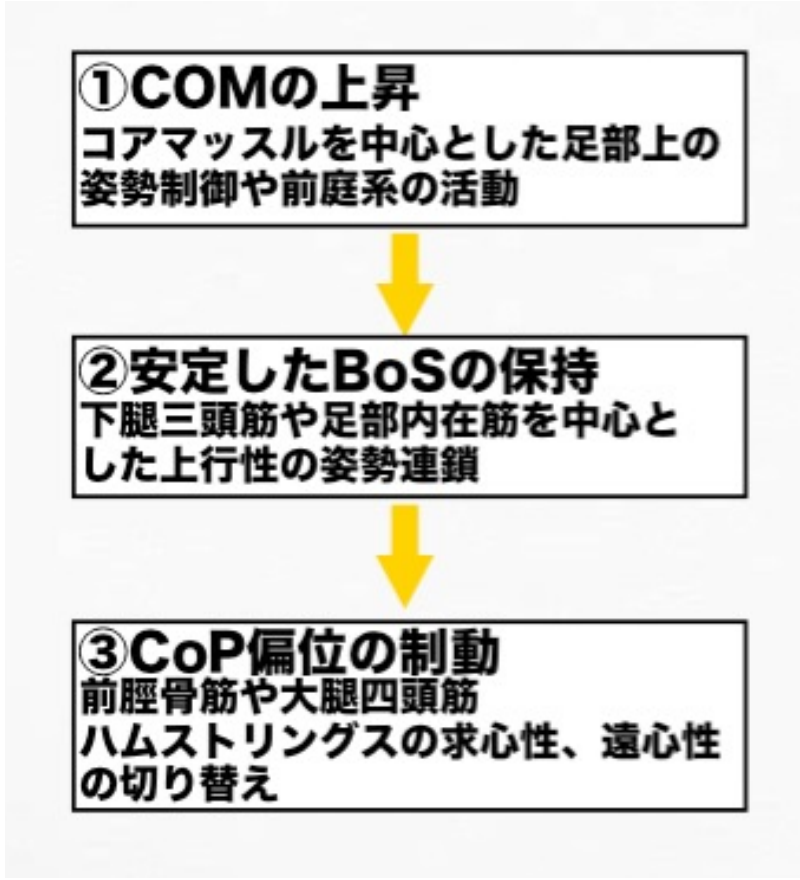 ①COMの上昇
コアマッスルを中心とした足部上の
姿勢制御や前庭系の活動
②安定したBoSの保持
下腿三頭筋や足部内在筋を中心と
した上行性の姿勢連鎖
③CoP偏位の制動
前脛骨筋や大腿四頭筋
ハムストリングスの求心性、遠心性
の切り替え